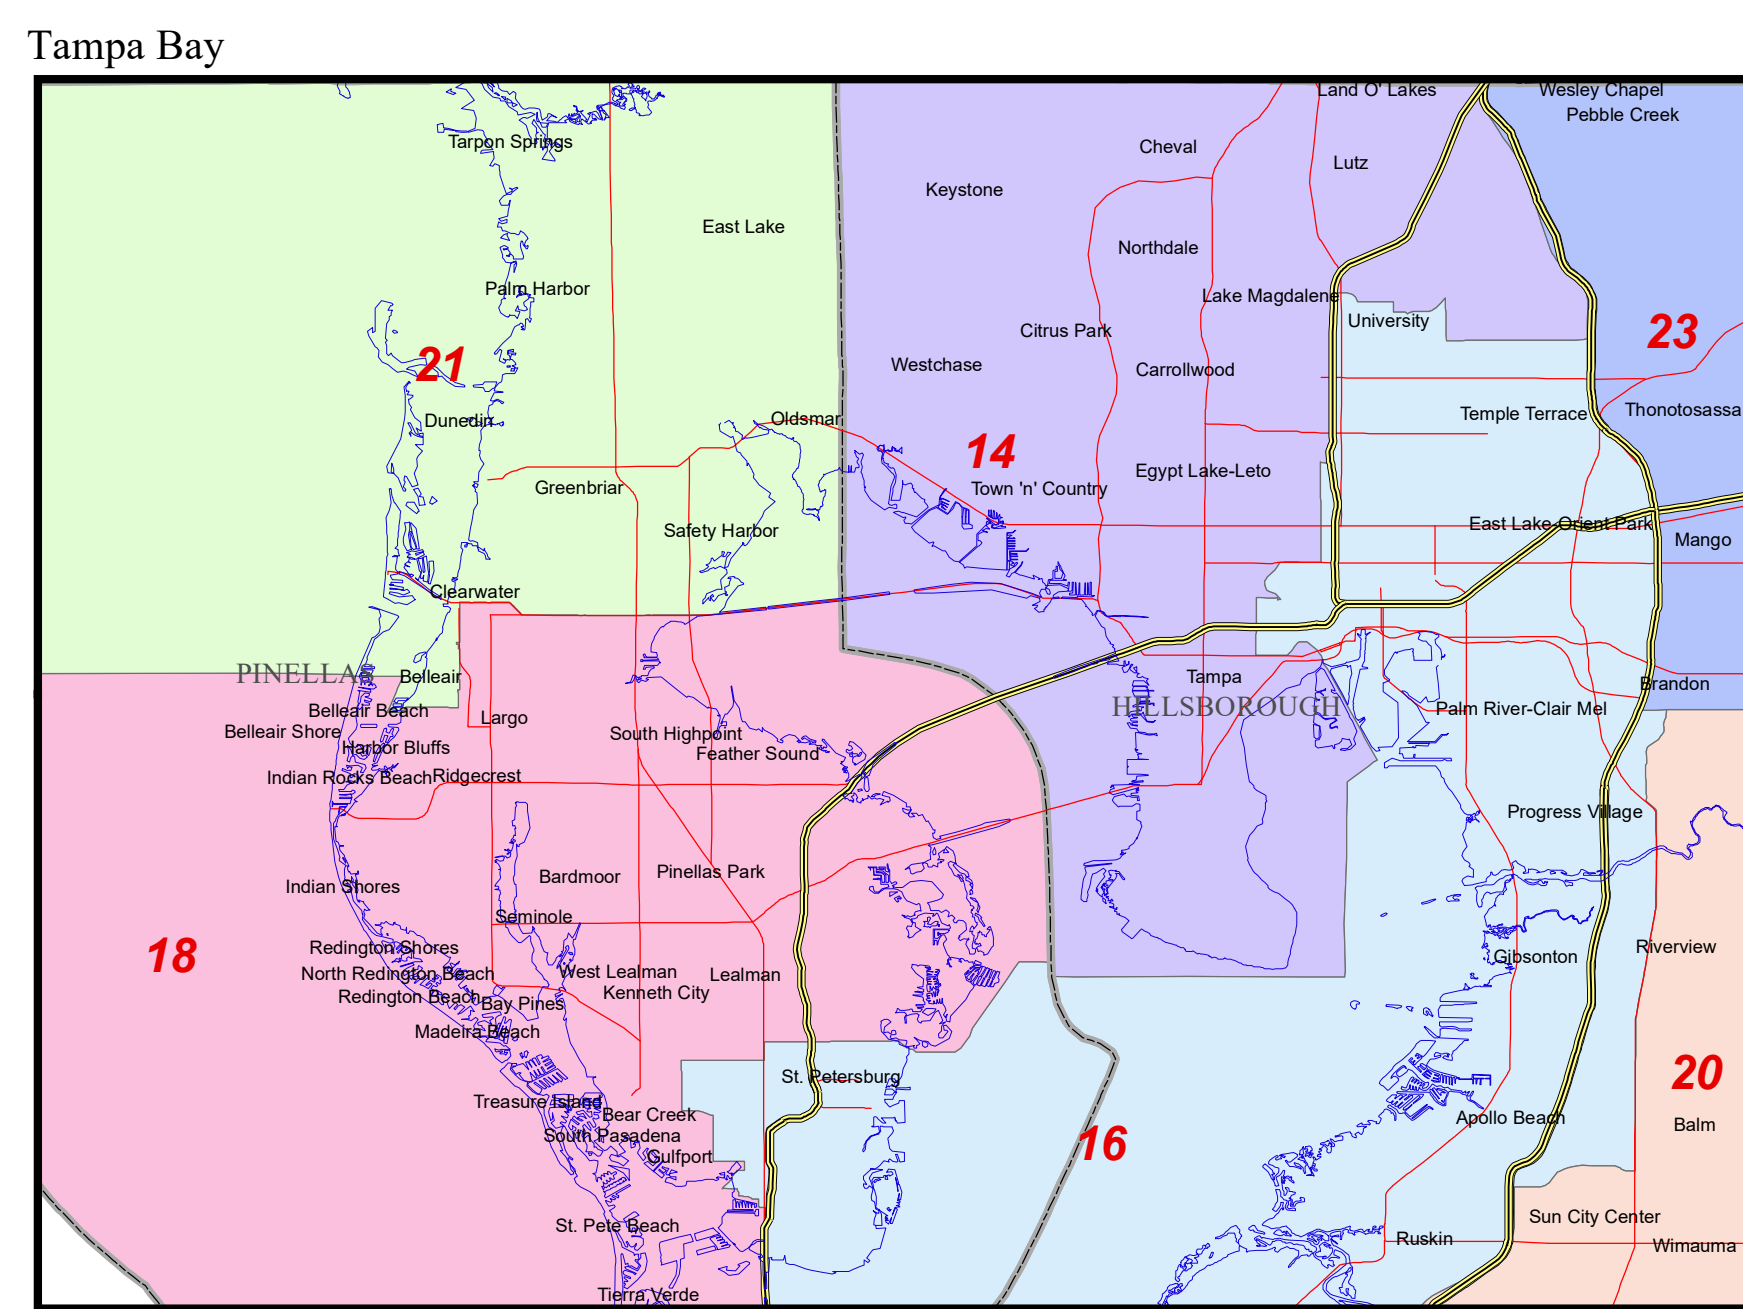 Tampa Bay
Land O' Lakes
Wesley Chapel
Pebble Creek
Tarpon Springs
Cheval
Lutz
Keystone
East Lake
Northdale
Palm Harbor
Lake Magdalene
University
Citrus Park
23
21
Westchase
Carrollwood
Dunedin
Oldsmar
Temple Terrace
Thonotosassa
14
Egypt Lake-Leto
Greenbriar
Town 'n' Country
Safety Harbor
East Lake-Orient Park
Mango
Clearwater
PINELLAS
Belleair
Tampa
Brandon
HILLSBOROUGH
Belleair Beach
Palm River-Clair Mel
Largo
Belleair Shore
South Highpoint
Harbor Bluffs
Feather Sound
Indian Rocks Beach
Ridgecrest
Progress Village
Bardmoor
Pinellas Park
Indian Shores
Seminole
18
Redington Shores
Riverview
Gibsonton
North Redington Beach
West Lealman
Lealman
Redington Beach
Kenneth City
Bay Pines
Madeira Beach
St. Petersburg
20
Treasure Island
Bear Creek
Apollo Beach
Balm
South Pasadena
16
Gulfport
St. Pete Beach
Sun City Center
Ruskin
Wimauma
Tierra Verde